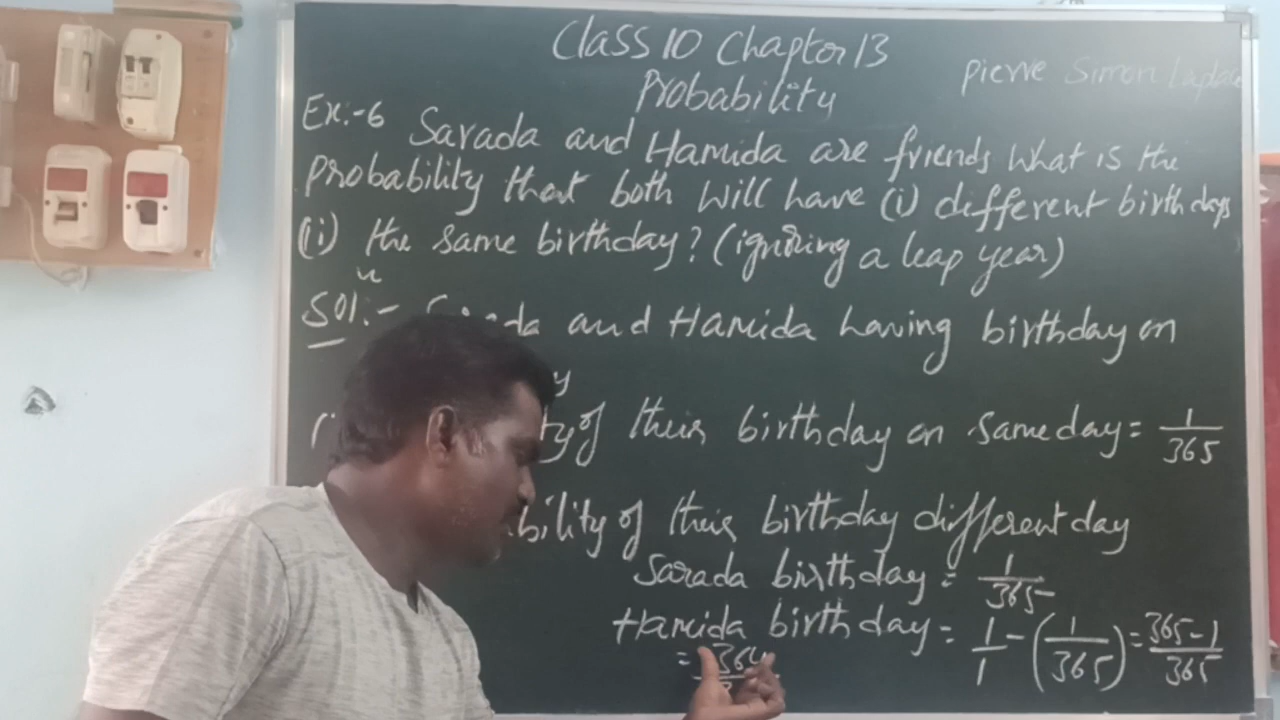 Class 10 Chapter 13
Probability
Pierre Simon Laplace
Ex:-6 Sarada and Hamida are friends What is the
Probability that both Will have (i) different birthdays
(ii) the same birthday? (ignoring a leap year)
Sol:- and Hamida having birthday on
of their birthday on same day = 1/365
of their birthday different day
Sarada birthday = 1/365
Hamida birthday = 1/1 - (1/365) = 365-1/365
= 364